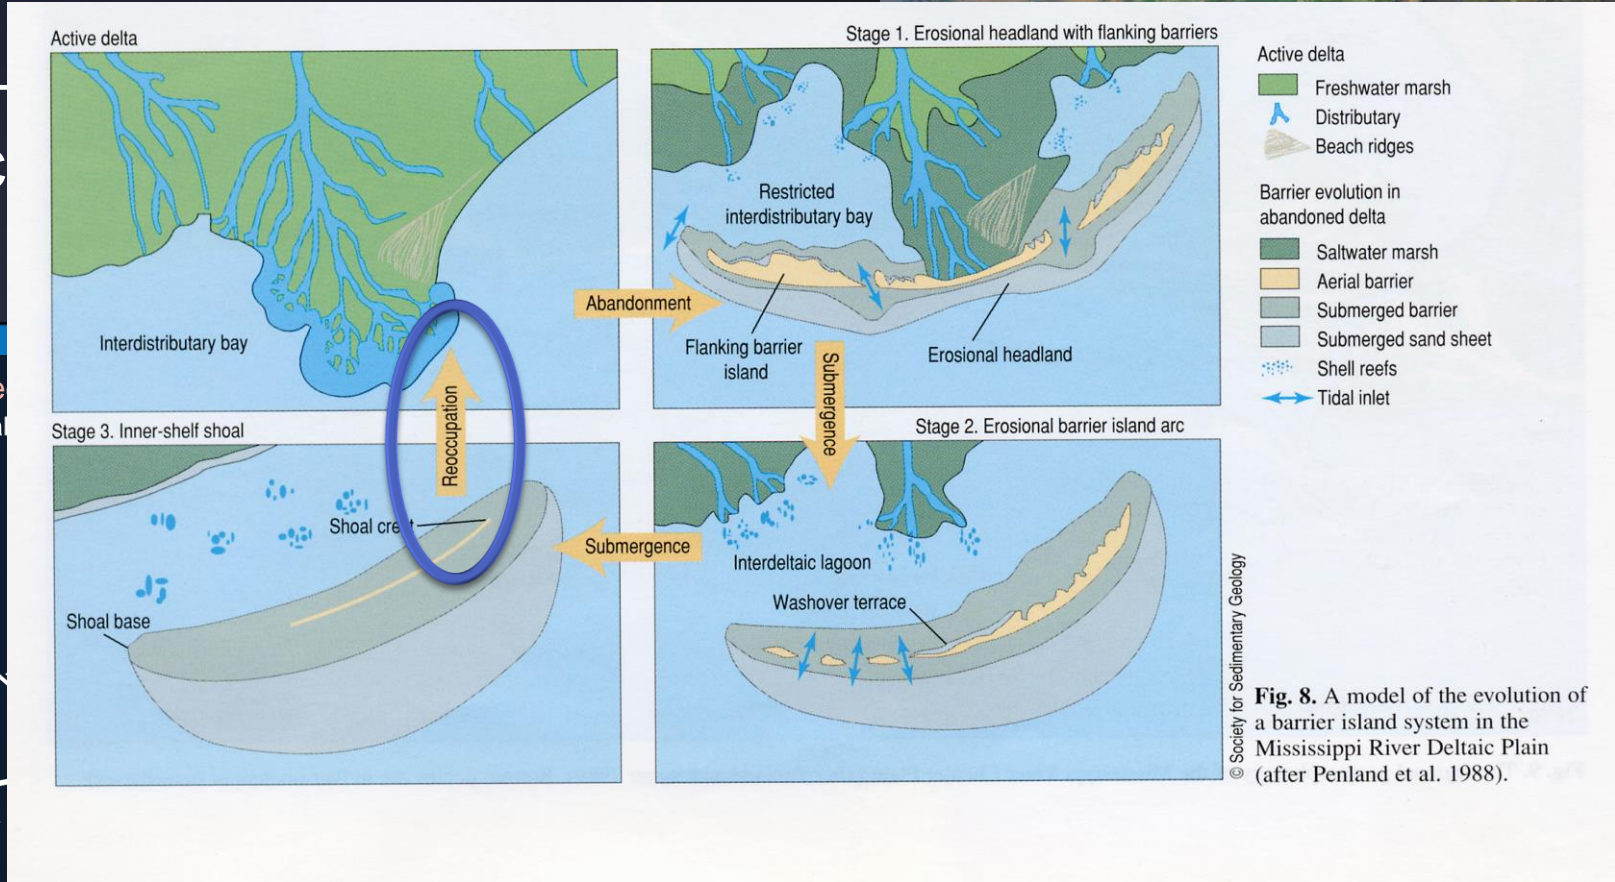 Active delta
Interdistributary bay
Abandonment
Reoccupation
Stage 1. Erosional headland with flanking barriers
Restricted
interdistributary bay
Flanking barrier
island
Erosional headland
Submergence
Stage 3. Inner-shelf shoal
Shoal crest
Shoal base
Submergence
Stage 2. Erosional barrier island arc
Interdeltaic lagoon
Washover terrace
Active delta
Freshwater marsh
Distributary
Beach ridges
Barrier evolution in
abandoned delta
Saltwater marsh
Aerial barrier
Submerged barrier
Submerged sand sheet
Shell reefs
Tidal inlet
© Society for Sedimentary Geology
Fig. 8. A model of the evolution of
a barrier island system in the
Mississippi River Deltaic Plain
(after Penland et al. 1988).